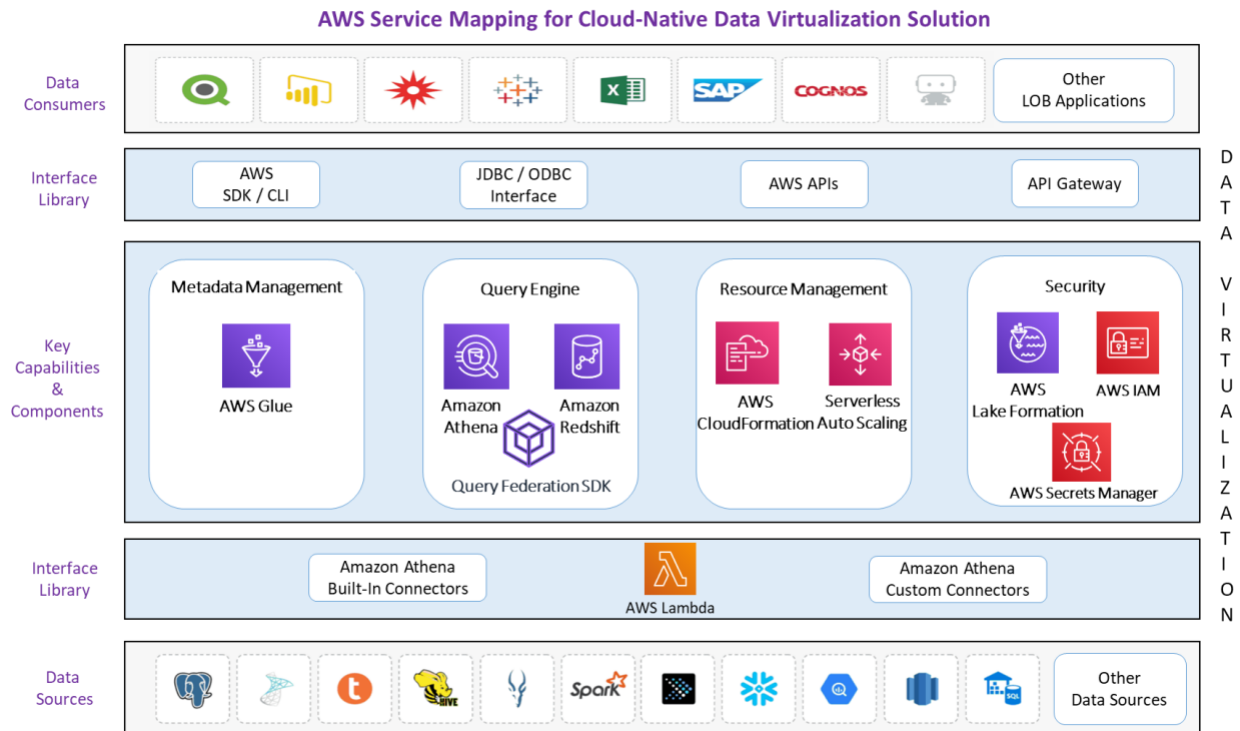 AWS Service Mapping for Cloud-Native Data Virtualization Solution
Data
Consumers
SAP
COGNOS
Other
LOB Applications
Interface
Library
AWS
SDK / CLI
JDBC / ODBC
Interface
AWS APIs
API Gateway
Key
Capabilities
&
Components
Metadata Management
AWS Glue
Query Engine
Amazon
Athena
Amazon
Redshift
Query Federation SDK
Resource Management
AWS
CloudFormation
Serverless
Auto Scaling
Security
AWS
Lake Formation
AWS IAM
AWS Secrets Manager
Interface
Library
Amazon Athena
Built-In Connectors
AWS Lambda
Amazon Athena
Custom Connectors
Data
Sources
t
HIVE
Spark
SQL
Other
Data Sources
DATA VIRTUALIZATION